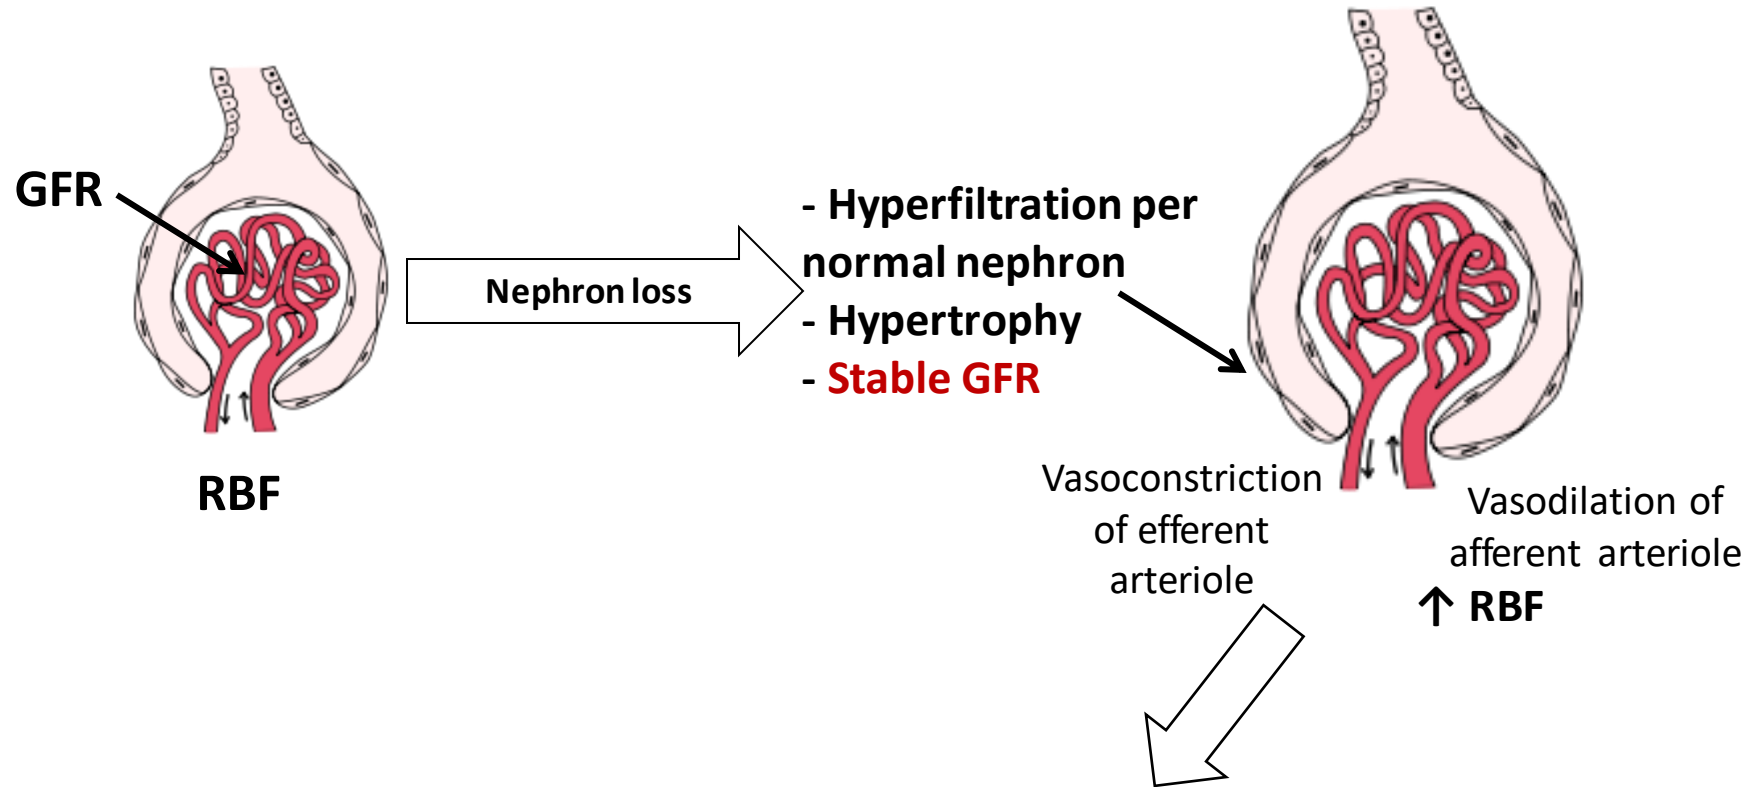 GFR
RBF
Nephron loss
- Hyperfiltration per
normal nephron
- Hypertrophy
- Stable GFR
Vasoconstriction
of efferent
arteriole
Vasodilation of
afferent arteriole
↑ RBF